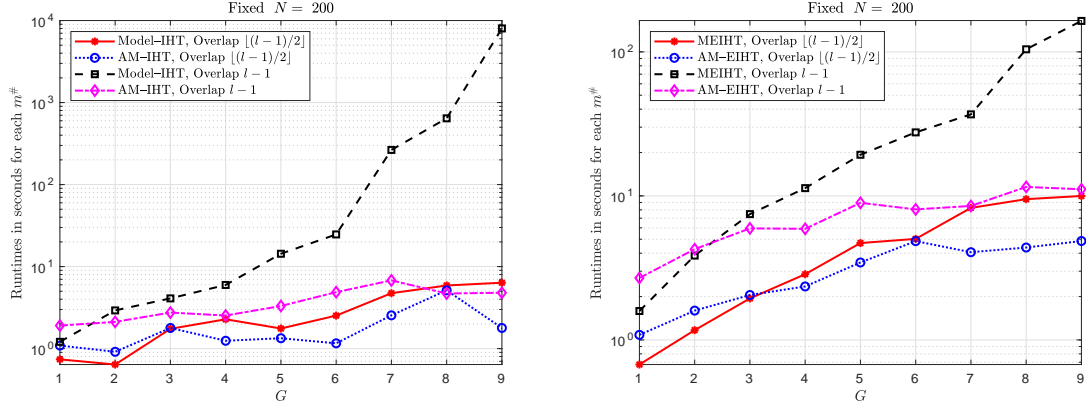 Fixed N = 200
Runtimes in seconds for each m^#
10^4
10^3
10^2
10^1
10^0
Model–IHT, Overlap ⌊(l − 1)/2⌋
AM–IHT, Overlap ⌊(l − 1)/2⌋
Model–IHT, Overlap l − 1
AM–IHT, Overlap l − 1
1 2 3 4 5 6 7 8 9
G
Fixed N = 200
Runtimes in seconds for each m^#
10^2
10^1
10^0
MEIHT, Overlap ⌊(l − 1)/2⌋
AM–EIHT, Overlap ⌊(l − 1)/2⌋
MEIHT, Overlap l − 1
AM–EIHT, Overlap l − 1
1 2 3 4 5 6 7 8 9
G